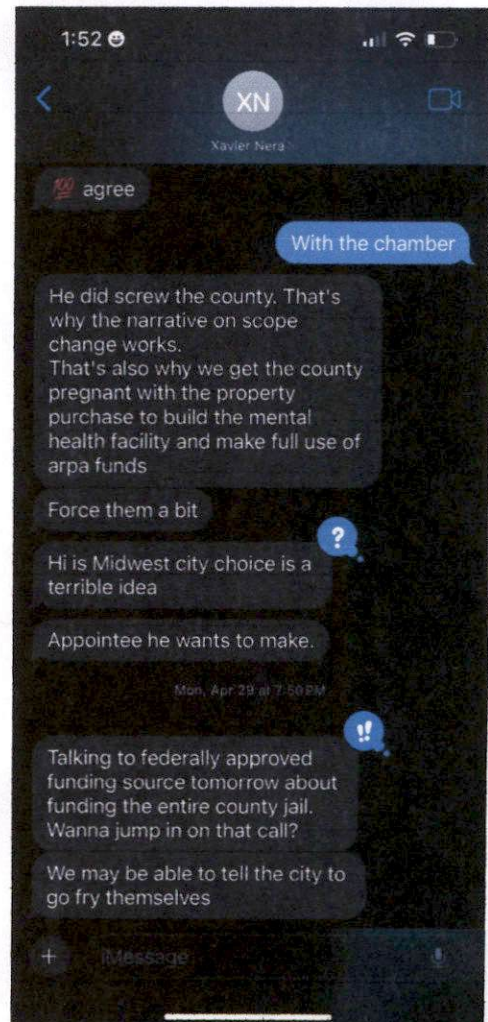 1:52
XN
Xavier Nera
💯 agree
With the chamber
He did screw the county. That's
why the narrative on scope
change works.
That's also why we get the county
pregnant with the property
purchase to build the mental
health facility and make full use of
arpa funds
Force them a bit
?
Hi is Midwest city choice is a
terrible idea
Appointee he wants to make.
Mon, Apr 29 at 7:50 PM
!!
Talking to federally approved
funding source tomorrow about
funding the entire county jail.
Wanna jump in on that call?
We may be able to tell the city to
go fry themselves
+ iMessage